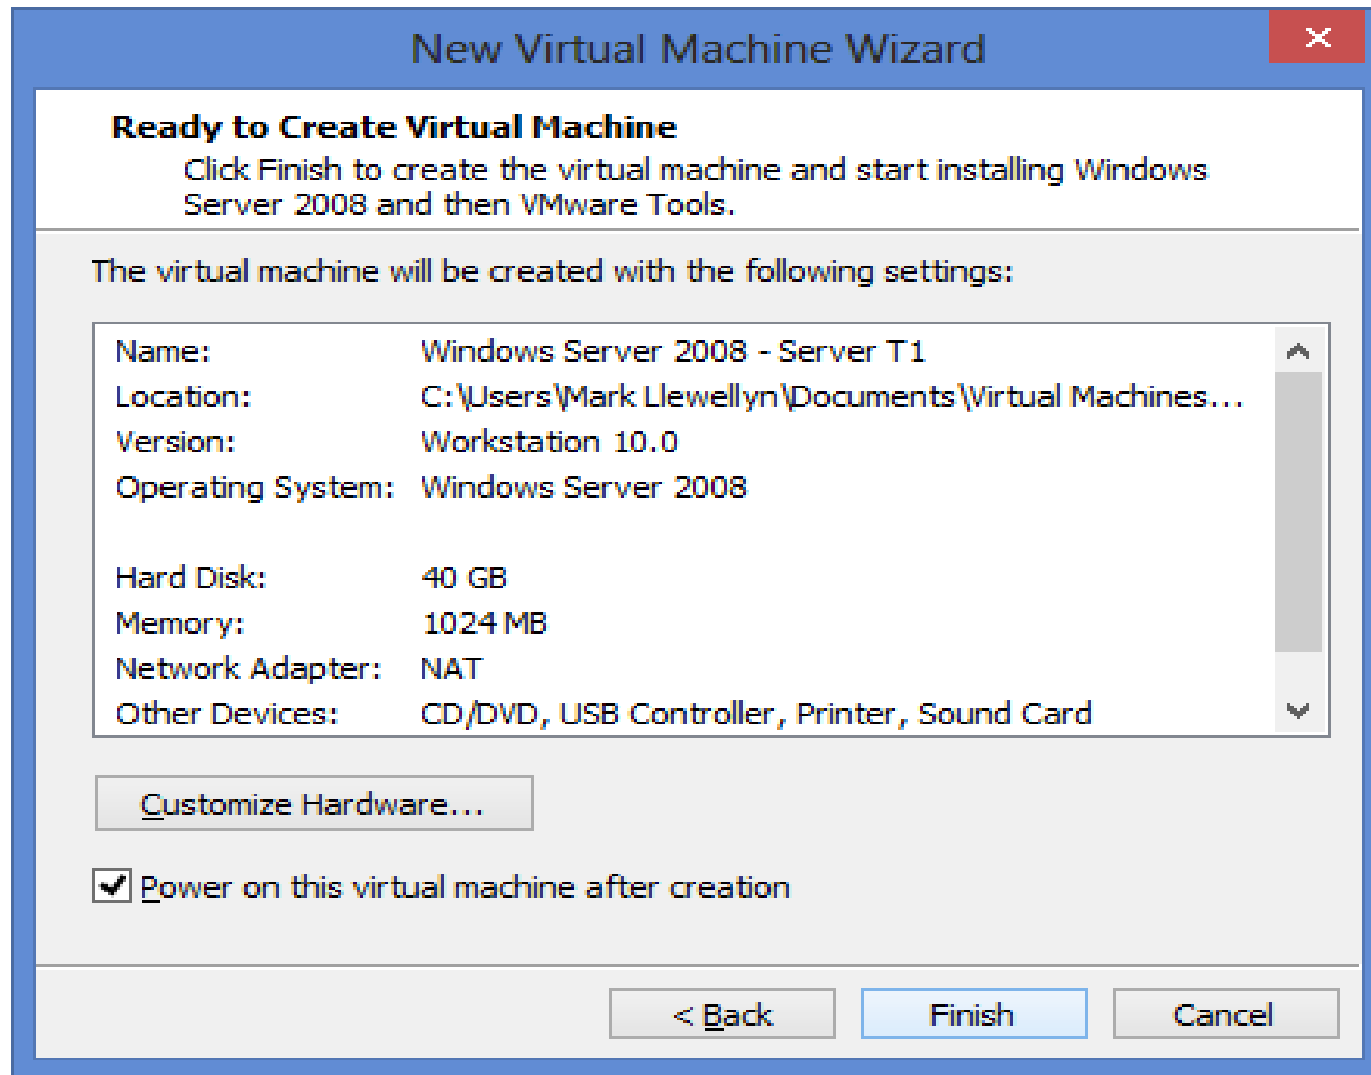 New Virtual Machine Wizard
Ready to Create Virtual Machine
Click Finish to create the virtual machine and start installing Windows
Server 2008 and then VMware Tools.
The virtual machine will be created with the following settings:
Name: Windows Server 2008 - Server T1
Location: C:\Users\Mark Llewellyn\Documents\Virtual Machines...
Version: Workstation 10.0
Operating System: Windows Server 2008
Hard Disk: 40 GB
Memory: 1024 MB
Network Adapter: NAT
Other Devices: CD/DVD, USB Controller, Printer, Sound Card
Customize Hardware...
Power on this virtual machine after creation
< Back Finish Cancel